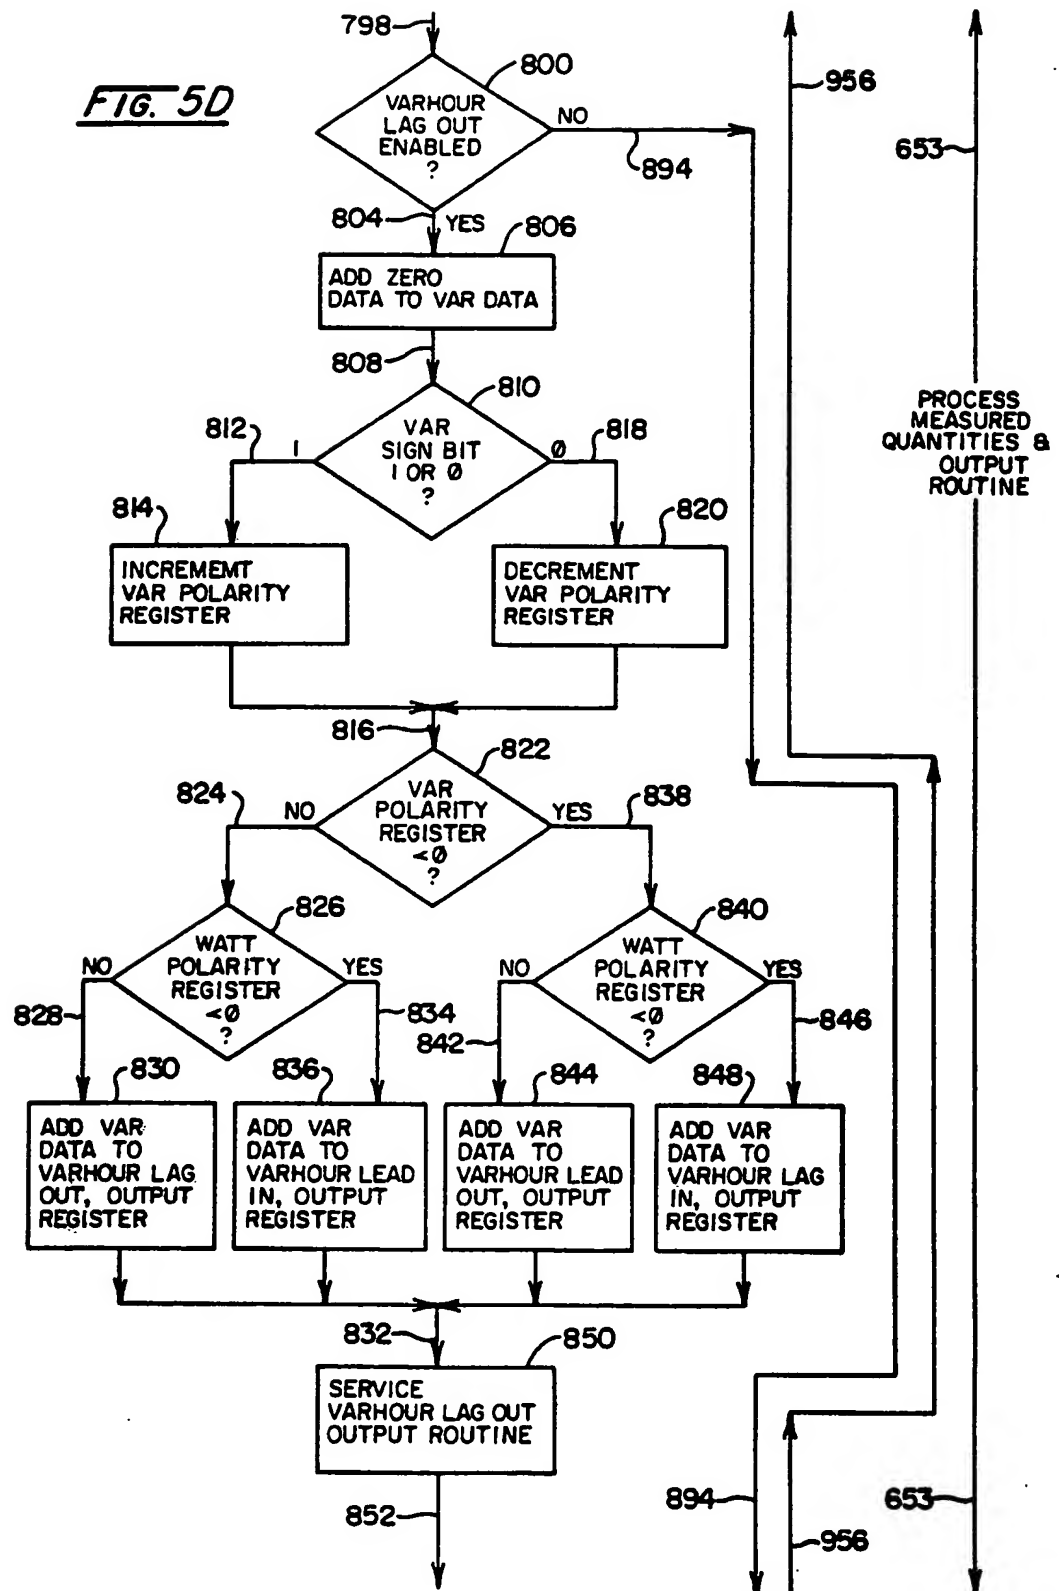 798
FIG. 5D
800
VARHOUR
LAG OUT
ENABLED
?
NO
894
956
653
804
YES
806
ADD ZERO
DATA TO VAR DATA
808
810
VAR
SIGN BIT
1 OR Ø
?
812
1
Ø
818
PROCESS
MEASURED
QUANTITIES &
OUTPUT
ROUTINE
814
INCREMEMT
VAR POLARITY
REGISTER
820
DECREMENT
VAR POLARITY
REGISTER
816
822
VAR
POLARITY
REGISTER
<Ø
?
824
NO
YES
838
826
WATT
POLARITY
REGISTER
<Ø
?
NO
YES
828
834
840
WATT
POLARITY
REGISTER
<Ø
?
NO
YES
842
846
830
ADD VAR
DATA TO
VARHOUR LAG
OUT, OUTPUT
REGISTER
836
ADD VAR
DATA TO
VARHOUR LEAD
IN, OUTPUT
REGISTER
844
ADD VAR
DATA TO
VARHOUR LEAD
OUT, OUTPUT
REGISTER
848
ADD VAR
DATA TO
VARHOUR LAG
IN, OUTPUT
REGISTER
832
850
SERVICE
VARHOUR LAG OUT
OUTPUT ROUTINE
852
894
956
653